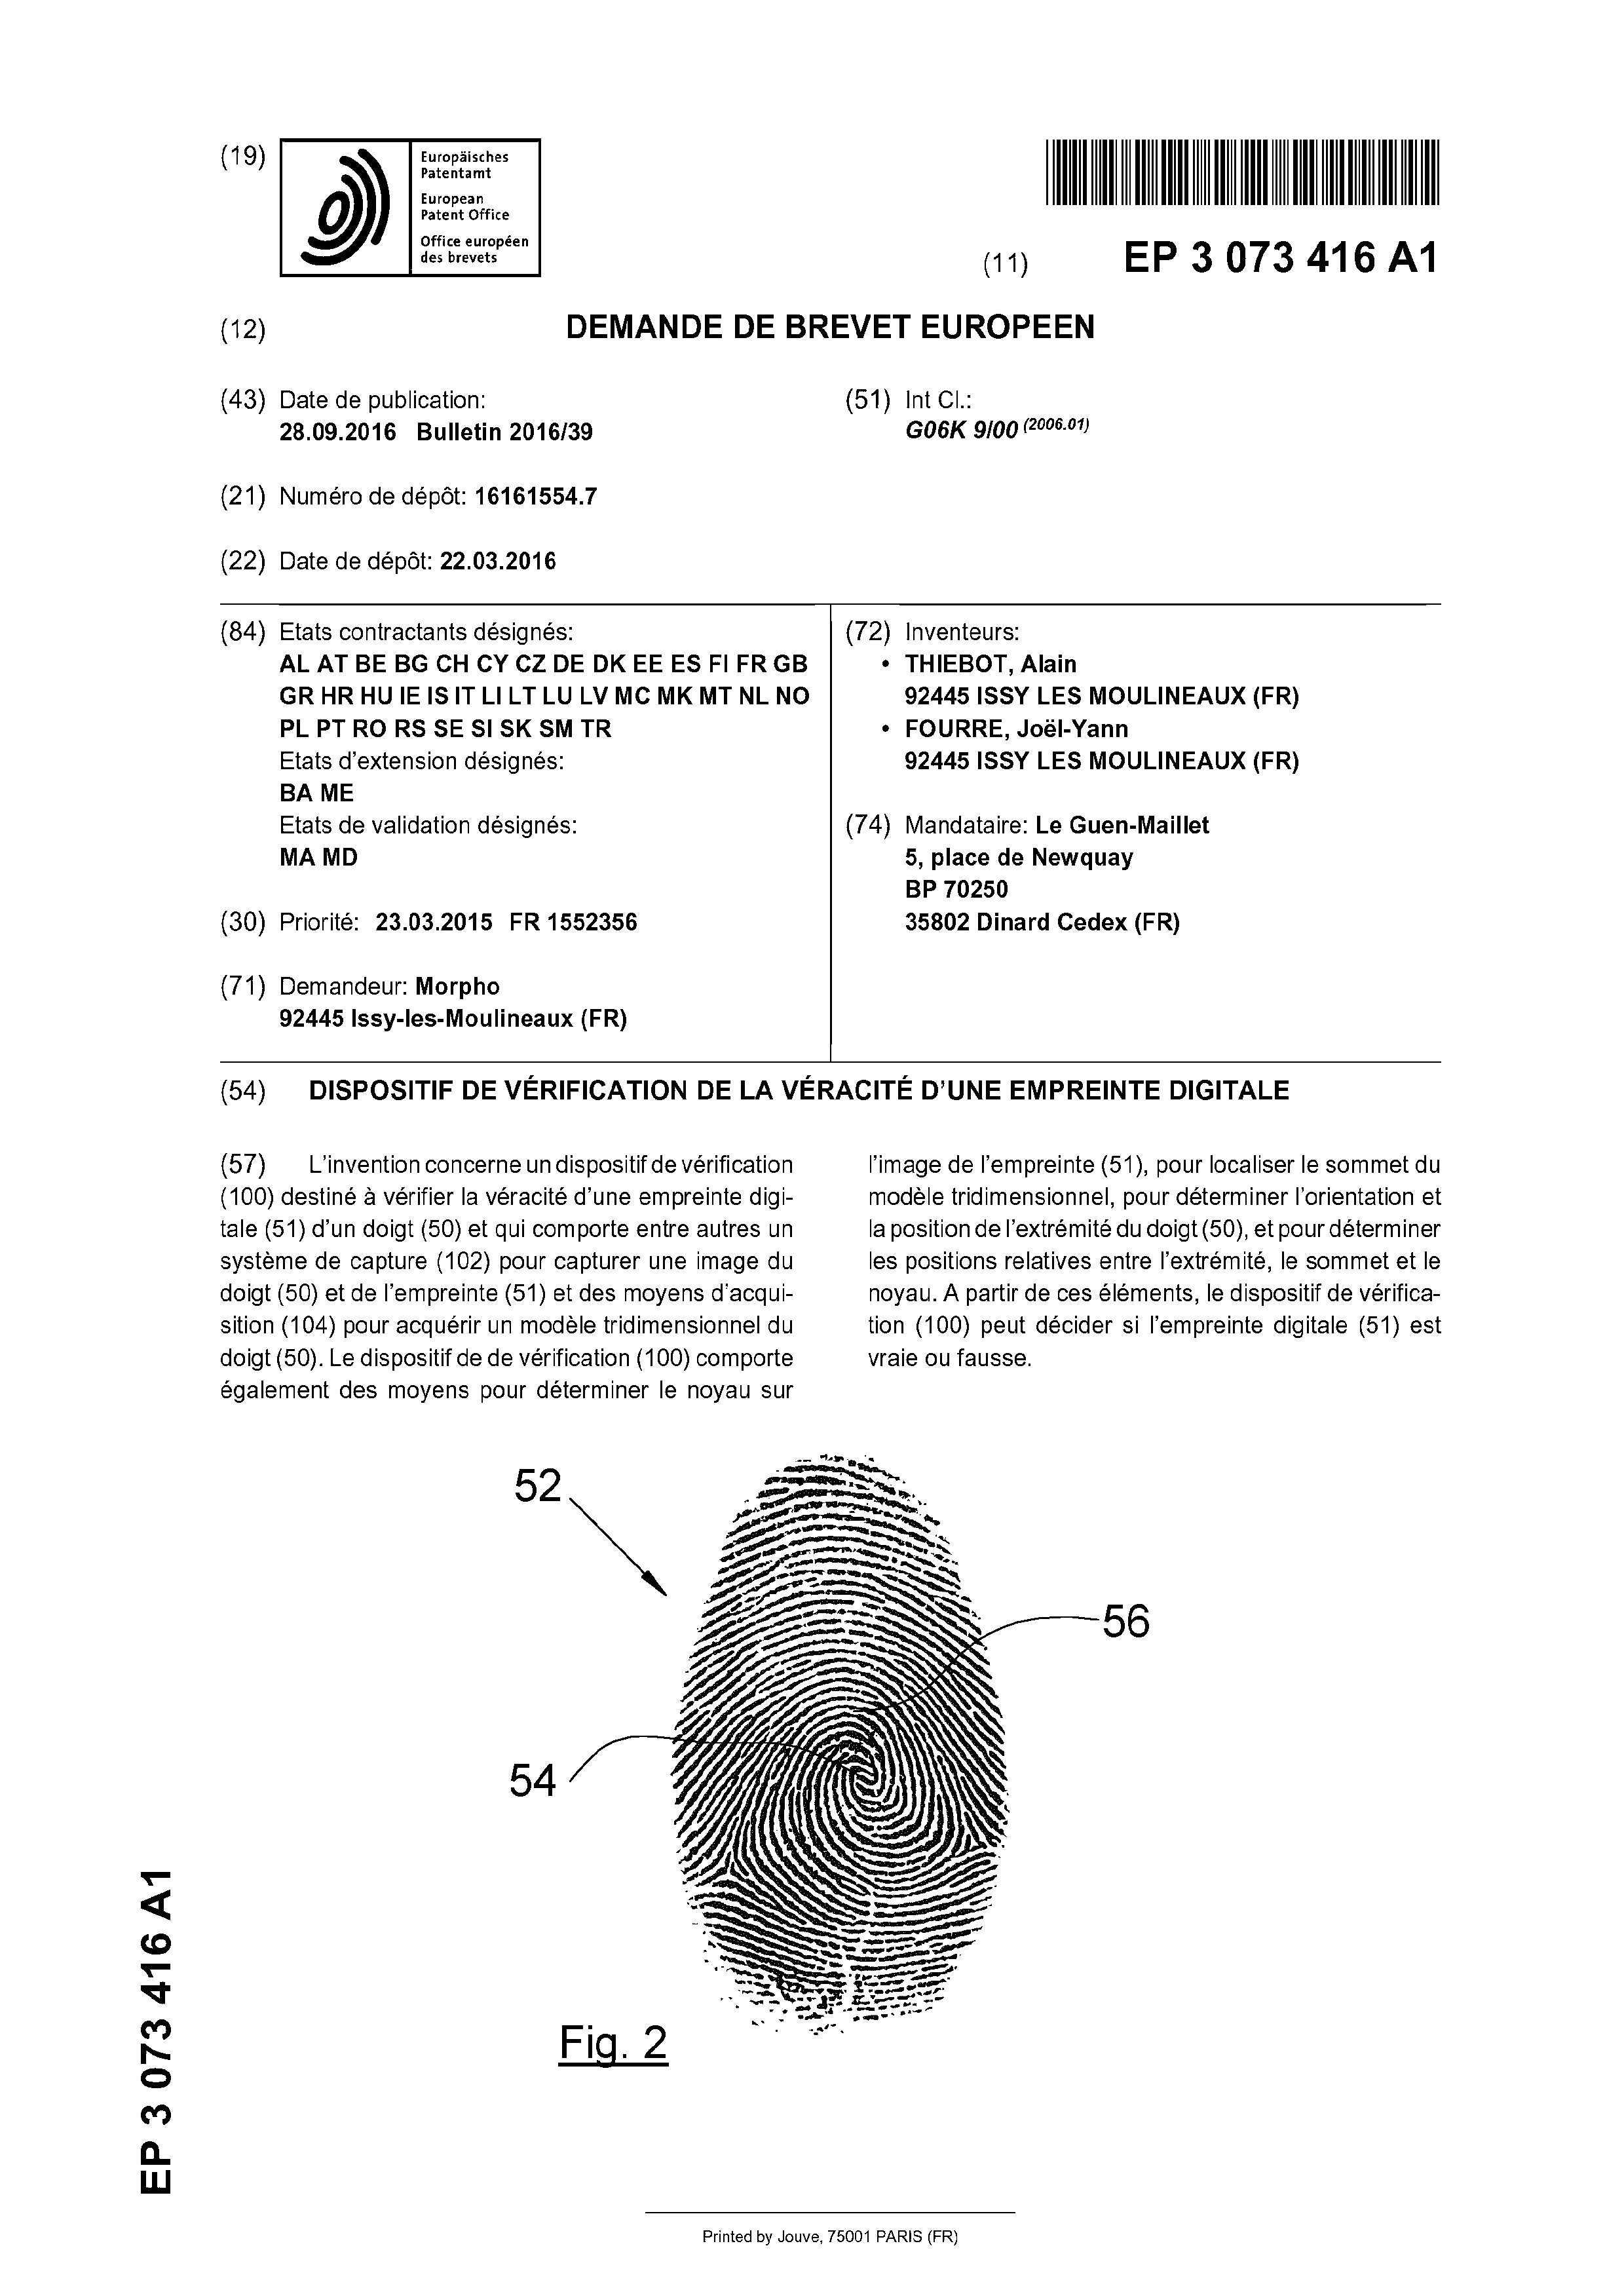 (19)
Europäisches
Patentamt
European
Patent Office
Office européen
des brevets
(11) EP 3 073 416 A1
(12) DEMANDE DE BREVET EUROPEEN
(43) Date de publication:
28.09.2016 Bulletin 2016/39
(51) Int Cl.:
G06K 9/00 (2006.01)
(21) Numéro de dépôt: 16161554.7
(22) Date de dépôt: 22.03.2016
(84) Etats contractants désignés:
AL AT BE BG CH CY CZ DE DK EE ES FI FR GB
GR HR HU IE IS IT LI LT LU LV MC MK MT NL NO
PL PT RO RS SE SI SK SM TR
Etats d'extension désignés:
BA ME
Etats de validation désignés:
MA MD
(30) Priorité: 23.03.2015 FR 1552356
(71) Demandeur: Morpho
92445 Issy-les-Moulineaux (FR)
(72) Inventeurs:
• THIEBOT, Alain
92445 ISSY LES MOULINEAUX (FR)
• FOURRE, Joël-Yann
92445 ISSY LES MOULINEAUX (FR)
(74) Mandataire: Le Guen-Maillet
5, place de Newquay
BP 70250
35802 Dinard Cedex (FR)
(54) DISPOSITIF DE VÉRIFICATION DE LA VÉRACITÉ D'UNE EMPREINTE DIGITALE
(57) L'invention concerne un dispositif de vérification
(100) destiné à vérifier la véracité d'une empreinte digi-
tale (51) d'un doigt (50) et qui comporte entre autres un
système de capture (102) pour capturer une image du
doigt (50) et de l'empreinte (51) et des moyens d'acqui-
sition (104) pour acquérir un modèle tridimensionnel du
doigt (50). Le dispositif de de vérification (100) comporte
également des moyens pour déterminer le noyau sur
l'image de l'empreinte (51), pour localiser le sommet du
modèle tridimensionnel, pour déterminer l'orientation et
la position de l'extrémité du doigt (50), et pour déterminer
les positions relatives entre l'extrémité, le sommet et le
noyau. A partir de ces éléments, le dispositif de vérifica-
tion (100) peut décider si l'empreinte digitale (51) est
vraie ou fausse.
52
56
54
Fig. 2
EP 3 073 416 A1
Printed by Jouve, 75001 PARIS (FR)